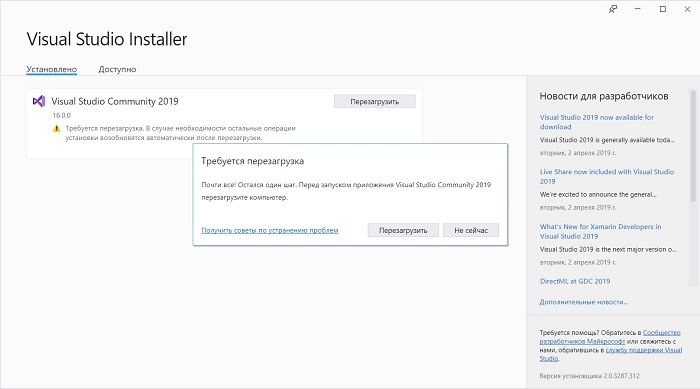 Visual Studio Installer
Установлено Доступно
Visual Studio Community 2019
Перезагрузить
16.0.0
Требуется перезагрузка. В случае необходимости остальные операции
установки возобновятся автоматически после перезагрузки.
Требуется перезагрузка
Почти все! Остался один шаг. Перед запуском приложения Visual Studio Community 2019
перезагрузите компьютер.
Получить советы по устранению проблем
Перезагрузить
Не сейчас
Новости для разработчиков
Visual Studio 2019 now available for
download
Visual Studio 2019 is generally available toda...
вторник, 2 апреля 2019 г.
Live Share now included with Visual Studio
2019
We're excited to announce the general...
вторник, 2 апреля 2019 г.
What's New for Xamarin Developers in
Visual Studio 2019
Visual Studio 2019 is the next major version o...
вторник, 2 апреля 2019 г.
DirectML at GDC 2019
Дополнительные новости...
Требуется помощь? Обратитесь в Сообщество
разработчиков Майкрософт или свяжитесь с
нами, обратившись в службу поддержки Visual
Studio.
Версия установщика 2.0.3287.312